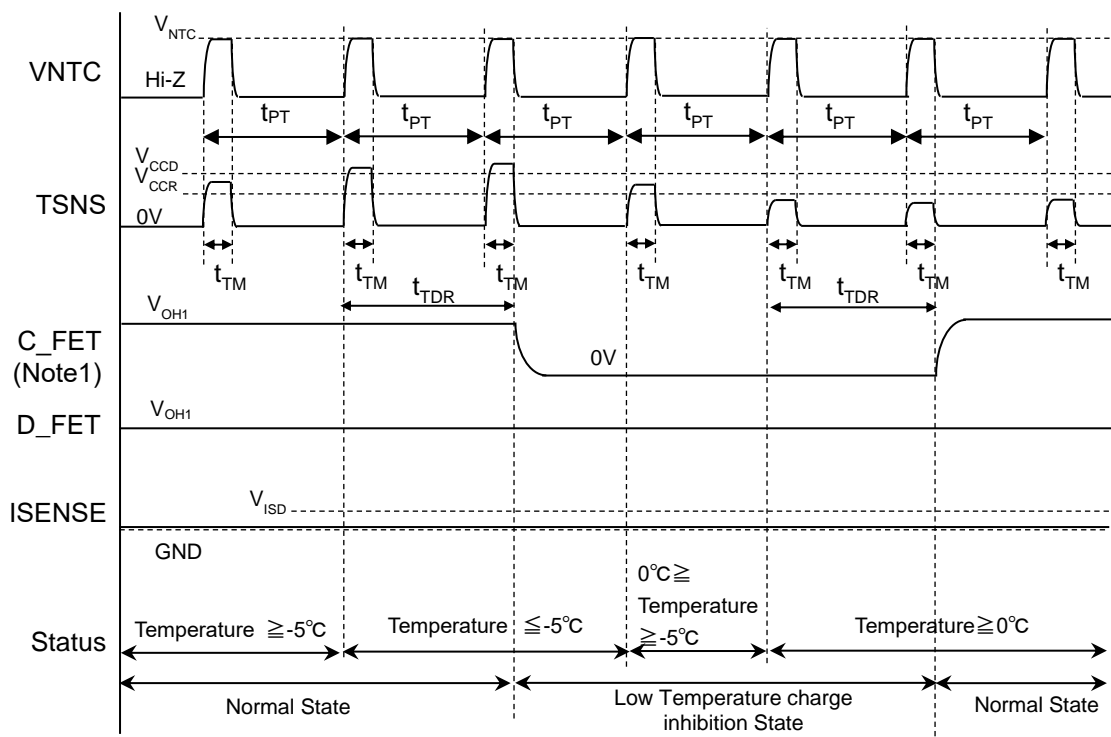 VNTC
VNTC
Hi-Z
tPT
tPT
tPT
tPT
tPT
tPT
TSNS
VCCD
VCCR
0V
tTM
tTM
tTM
tTM
tTM
tTM
tTM
tTDR
tTDR
C_FET
(Note1)
VOH1
0V
D_FET
VOH1
ISENSE
VISD
GND
Status
Temperature ≧-5℃
Temperature ≦-5℃
0℃≧
Temperature
≧-5℃
Temperature≧0℃
Normal State
Low Temperature charge
inhibition State
Normal State